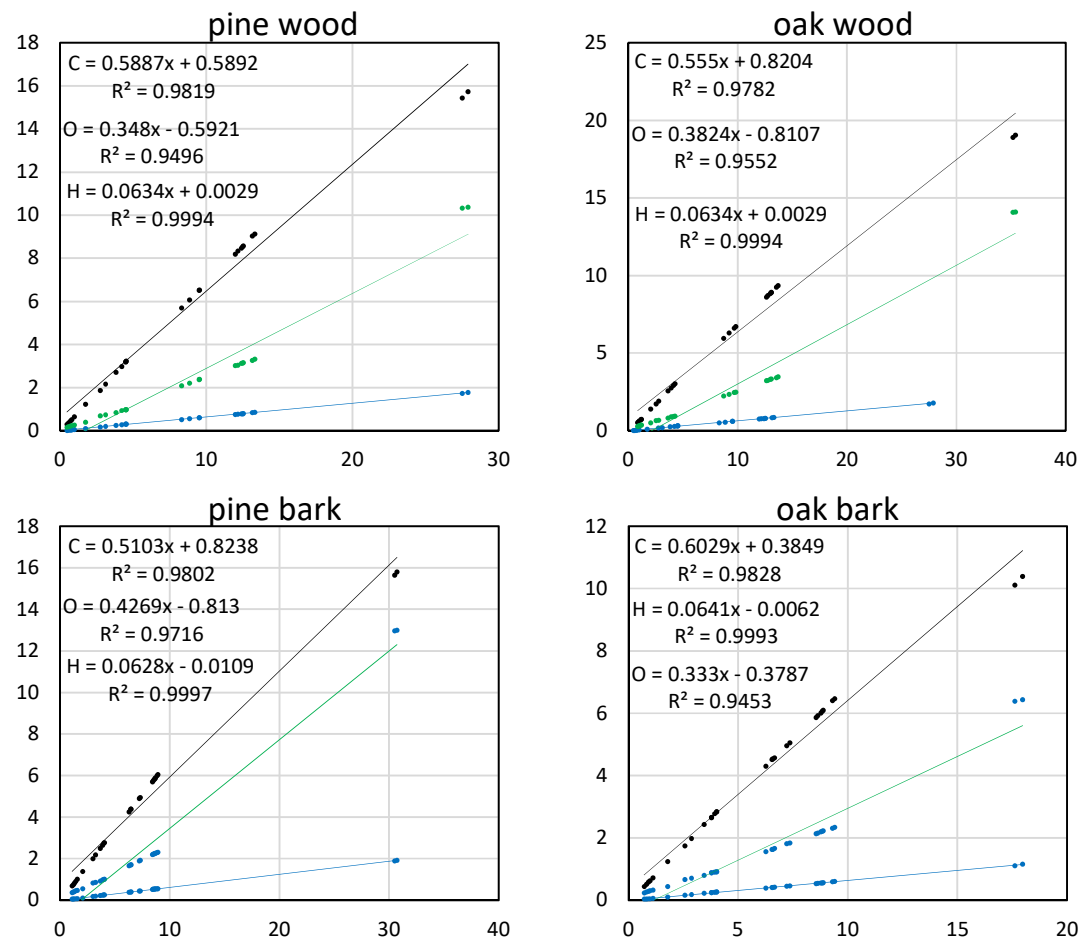 pine wood
18
16
14
12
10
8
6
4
2
0
C = 0.5887x + 0.5892
R² = 0.9819
O = 0.348x - 0.5921
R² = 0.9496
H = 0.0634x + 0.0029
R² = 0.9994
0 10 20 30
oak wood
25
20
15
10
5
0
C = 0.555x + 0.8204
R² = 0.9782
O = 0.3824x - 0.8107
R² = 0.9552
H = 0.0634x + 0.0029
R² = 0.9994
0 10 20 30 40
pine bark
18
16
14
12
10
8
6
4
2
0
C = 0.5103x + 0.8238
R² = 0.9802
O = 0.4269x - 0.813
R² = 0.9716
H = 0.0628x - 0.0109
R² = 0.9997
0 10 20 30 40
oak bark
12
10
8
6
4
2
0
C = 0.6029x + 0.3849
R² = 0.9828
H = 0.0641x - 0.0062
R² = 0.9993
O = 0.333x - 0.3787
R² = 0.9453
0 5 10 15 20